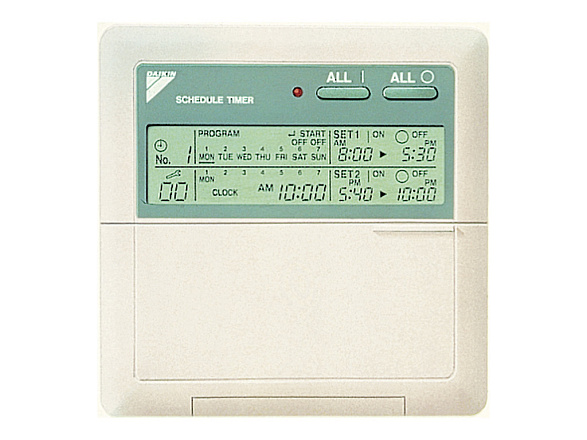 DAIKIN
SCHEDULE TIMER
ALL | ALL ○
PROGRAM ↵ START SET1 | ON ○ OFF
OFF OFF AM PM
1 2 3 4 5 6 7
No. 1 MON TUE WED THU FRI SAT SUN 8:00 ▶ 5:30
1 2 3 4 5 6 7 SET2 | ON ○ OFF
MON PM PM
00 CLOCK AM 10:00 5:40 ▶ 10:00